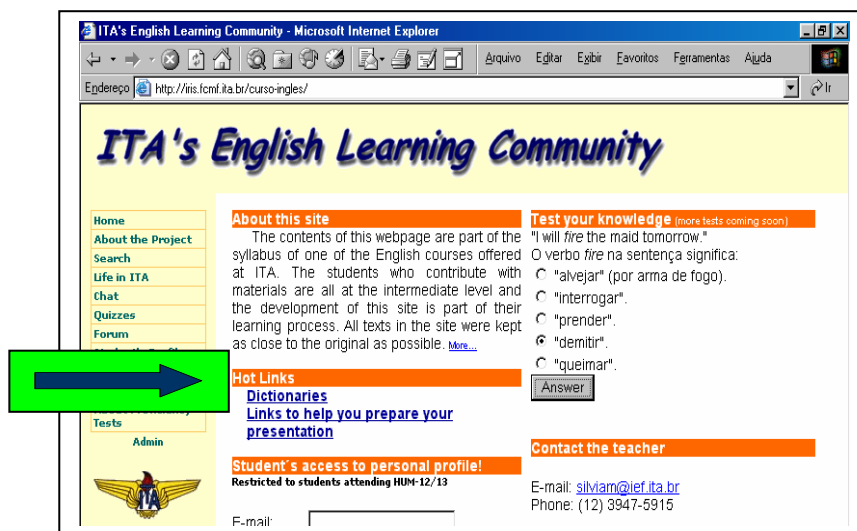 ITA's English Learning Community - Microsoft Internet Explorer
Arquivo Editar Exibir Favoritos Ferramentas Ajuda
Endereço http://iris.fcmf.ita.br/curso-ingles/ Ir
ITA's English Learning Community
Home
About the Project
Search
Life in ITA
Chat
Quizzes
Forum
Tests
Admin
ITA
About this site
The contents of this webpage are part of the
syllabus of one of the English courses offered
at ITA. The students who contribute with
materials are all at the intermediate level and
the development of this site is part of their
learning process. All texts in the site were kept
as close to the original as possible. More...
Hot Links
Dictionaries
Links to help you prepare your
presentation
Student´s access to personal profile!
Restricted to students attending HUM-12/13
E-mail:
Test your knowledge (more tests coming soon)
"I will fire the maid tomorrow."
O verbo fire na sentença significa:
"alvejar" (por arma de fogo).
"interrogar".
"prender".
"demitir".
"queimar".
Answer
Contact the teacher
E-mail: silviam@ief.ita.br
Phone: (12) 3947-5915